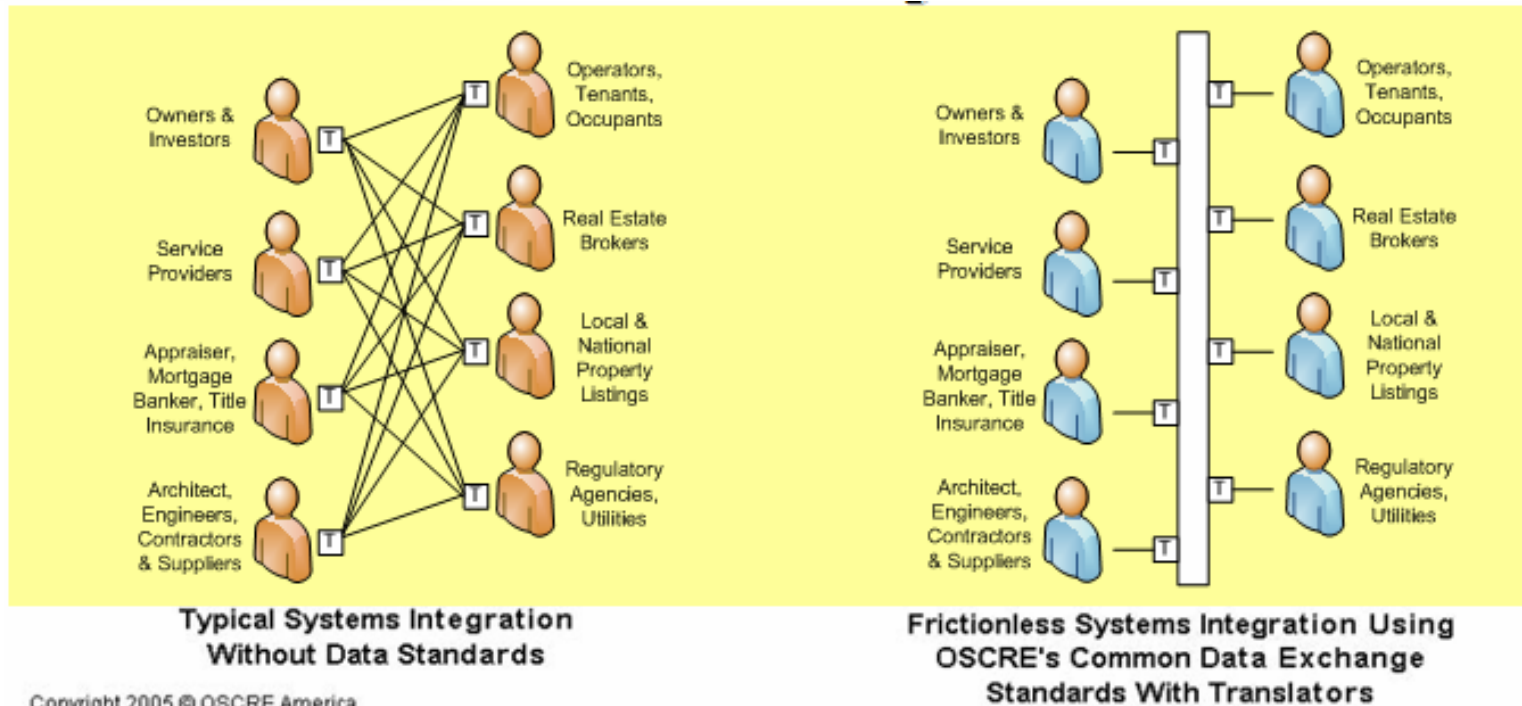 Owners &
Investors
T
Service
Providers
T
Appraiser,
Mortgage
Banker, Title
Insurance
T
Architect,
Engineers,
Contractors
& Suppliers
T
T
Operators,
Tenants,
Occupants
T
Real Estate
Brokers
T
Local &
National
Property
Listings
T
Regulatory
Agencies,
Utilities
Typical Systems Integration
Without Data Standards
Owners &
Investors
T
Service
Providers
T
Appraiser,
Mortgage
Banker, Title
Insurance
T
Architect,
Engineers,
Contractors
& Suppliers
T
T
Operators,
Tenants,
Occupants
T
Real Estate
Brokers
T
Local &
National
Property
Listings
T
Regulatory
Agencies,
Utilities
Frictionless Systems Integration Using
OSCRE's Common Data Exchange
Standards With Translators
Copyright 2005 © OSCRE America